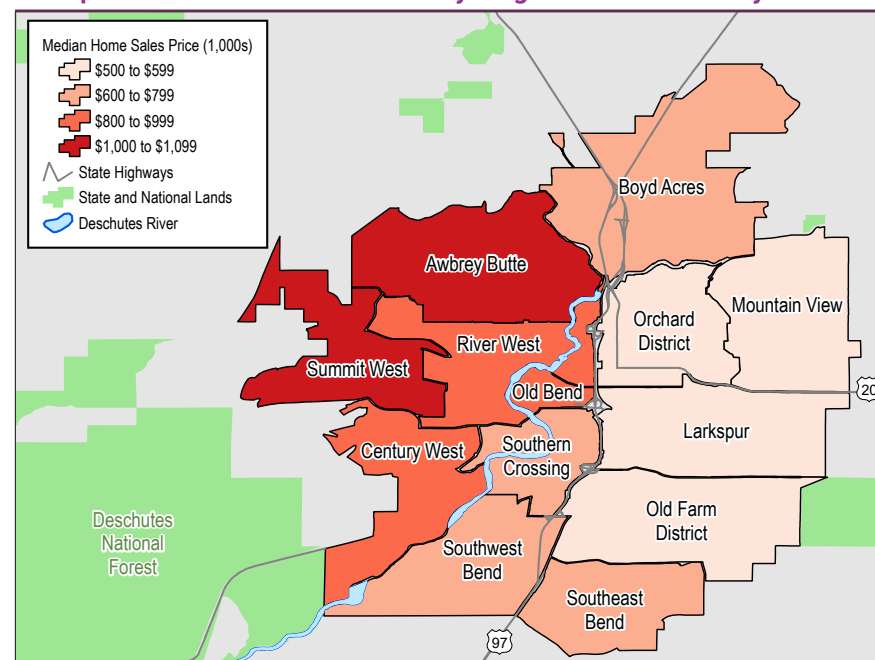 Median Home Sales Price (1,000s)
$500 to $599
$600 to $799
$800 to $999
$1,000 to $1,099
State Highways
State and National Lands
Deschutes River
Boyd Acres
Awbrey Butte
Mountain View
Orchard
District
River West
Summit West
Old Bend
20
Larkspur
Century West
Southern
Crossing
Old Farm
District
Deschutes
National
Forest
Southwest
Bend
Southeast
Bend
97